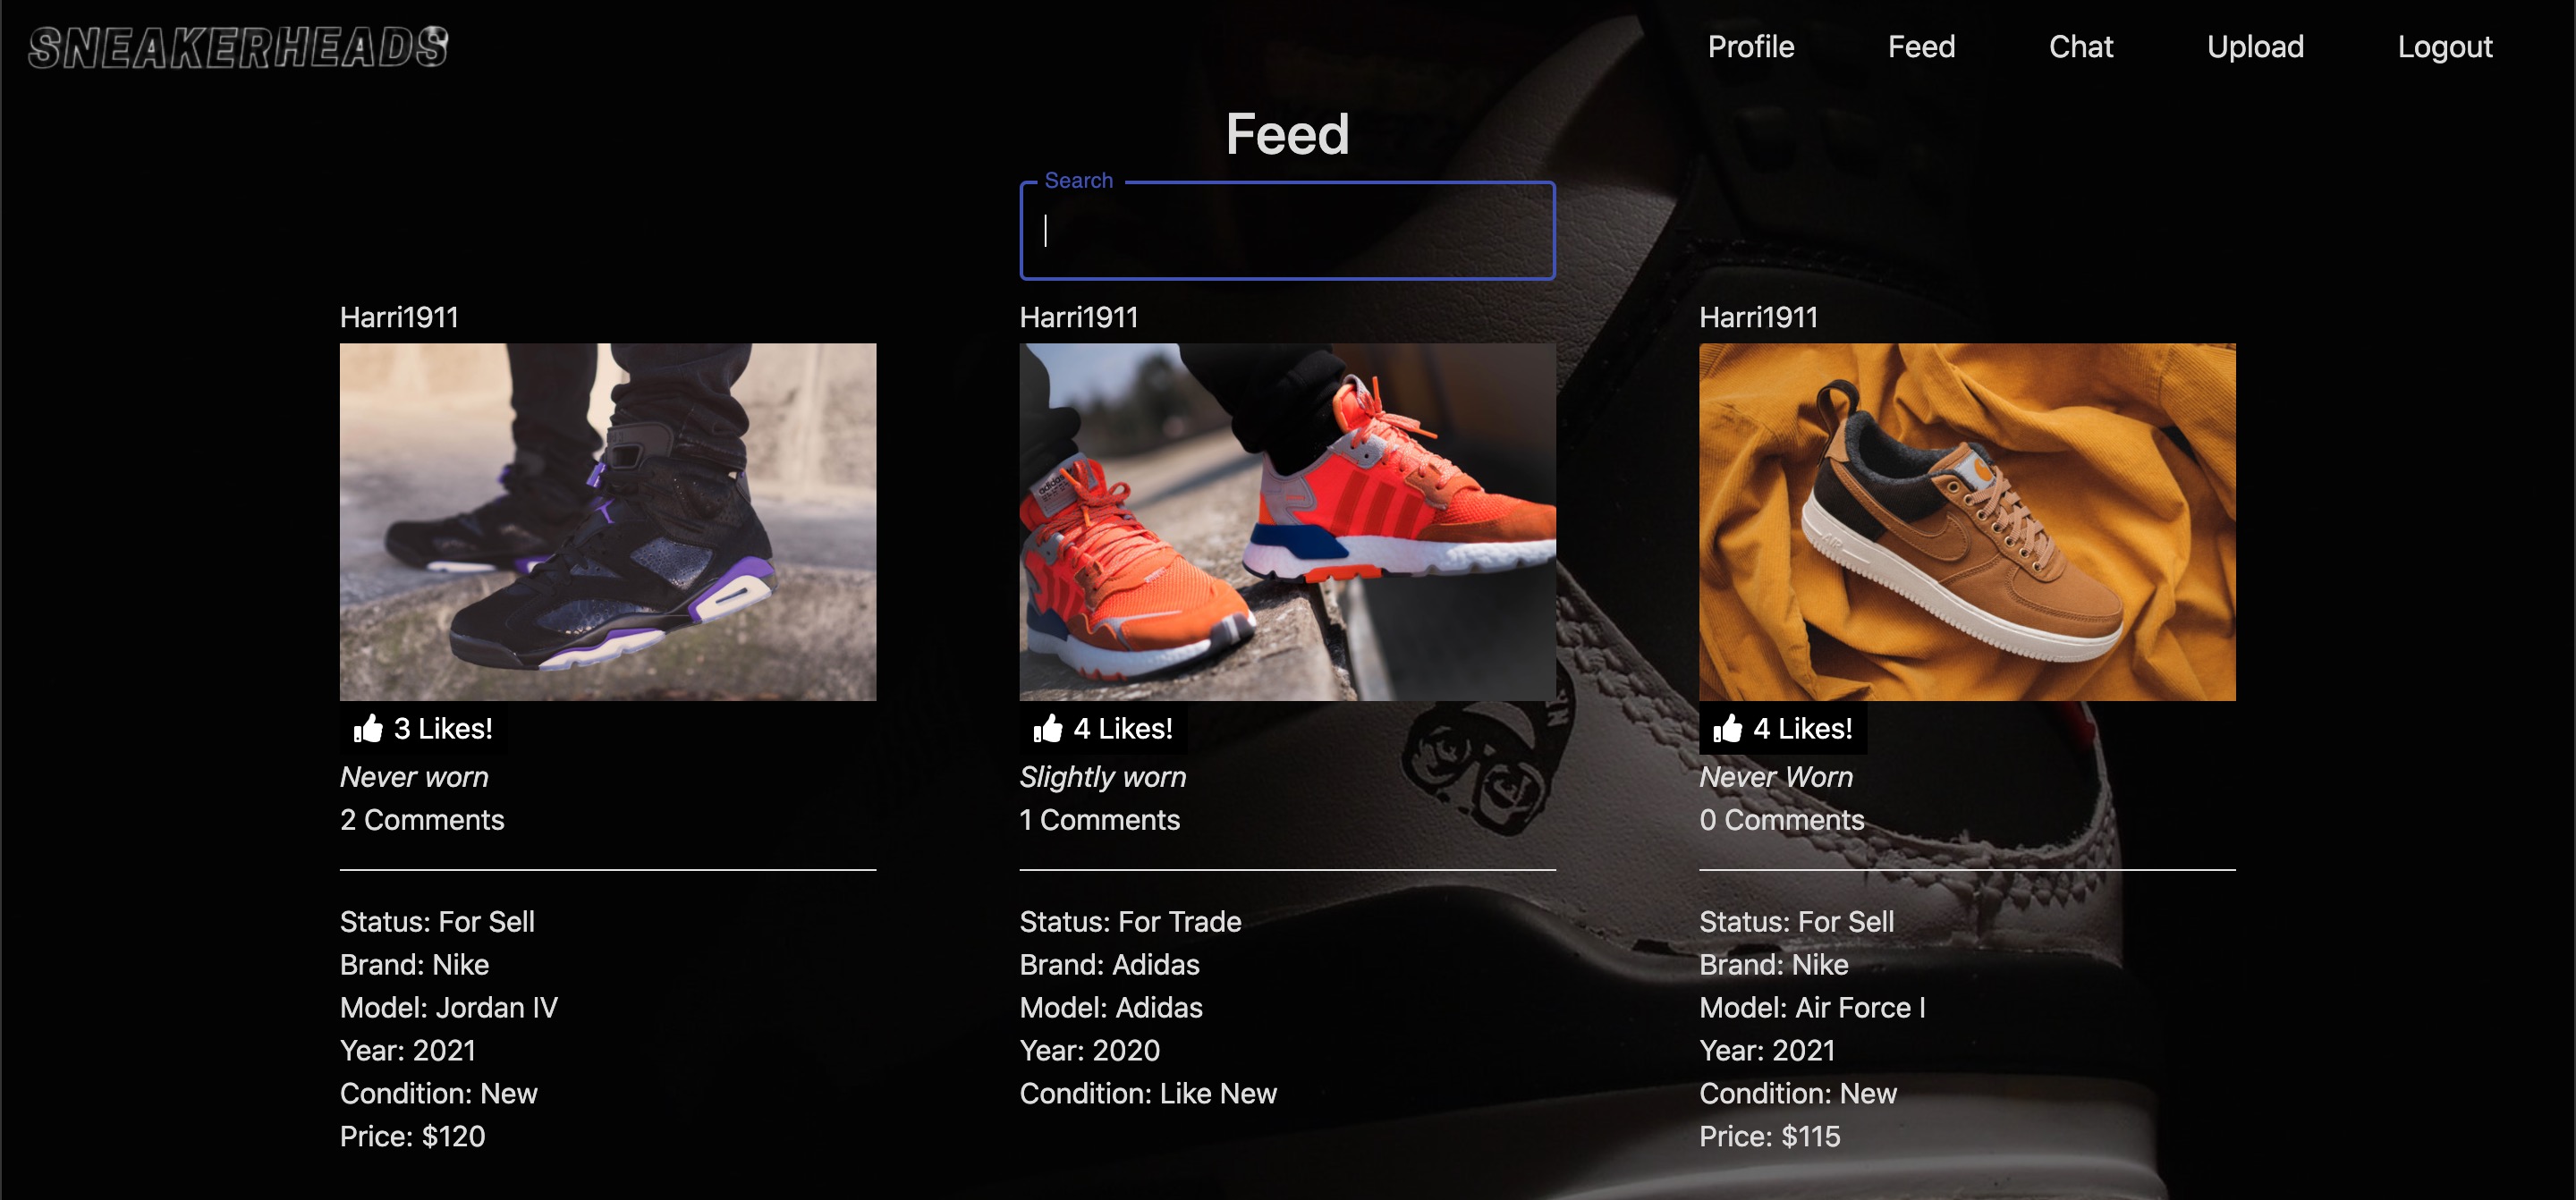 SNEAKERHEADS
Profile Feed Chat Upload Logout
Feed
Search
Harri1911
3 Likes!
Never worn
2 Comments
Status: For Sell
Brand: Nike
Model: Jordan IV
Year: 2021
Condition: New
Price: $120
Harri1911
adidas
4 Likes!
Slightly worn
1 Comments
Status: For Trade
Brand: Adidas
Model: Adidas
Year: 2020
Condition: Like New
Harri1911
AIR
4 Likes!
Never Worn
0 Comments
Status: For Sell
Brand: Nike
Model: Air Force I
Year: 2021
Condition: New
Price: $115